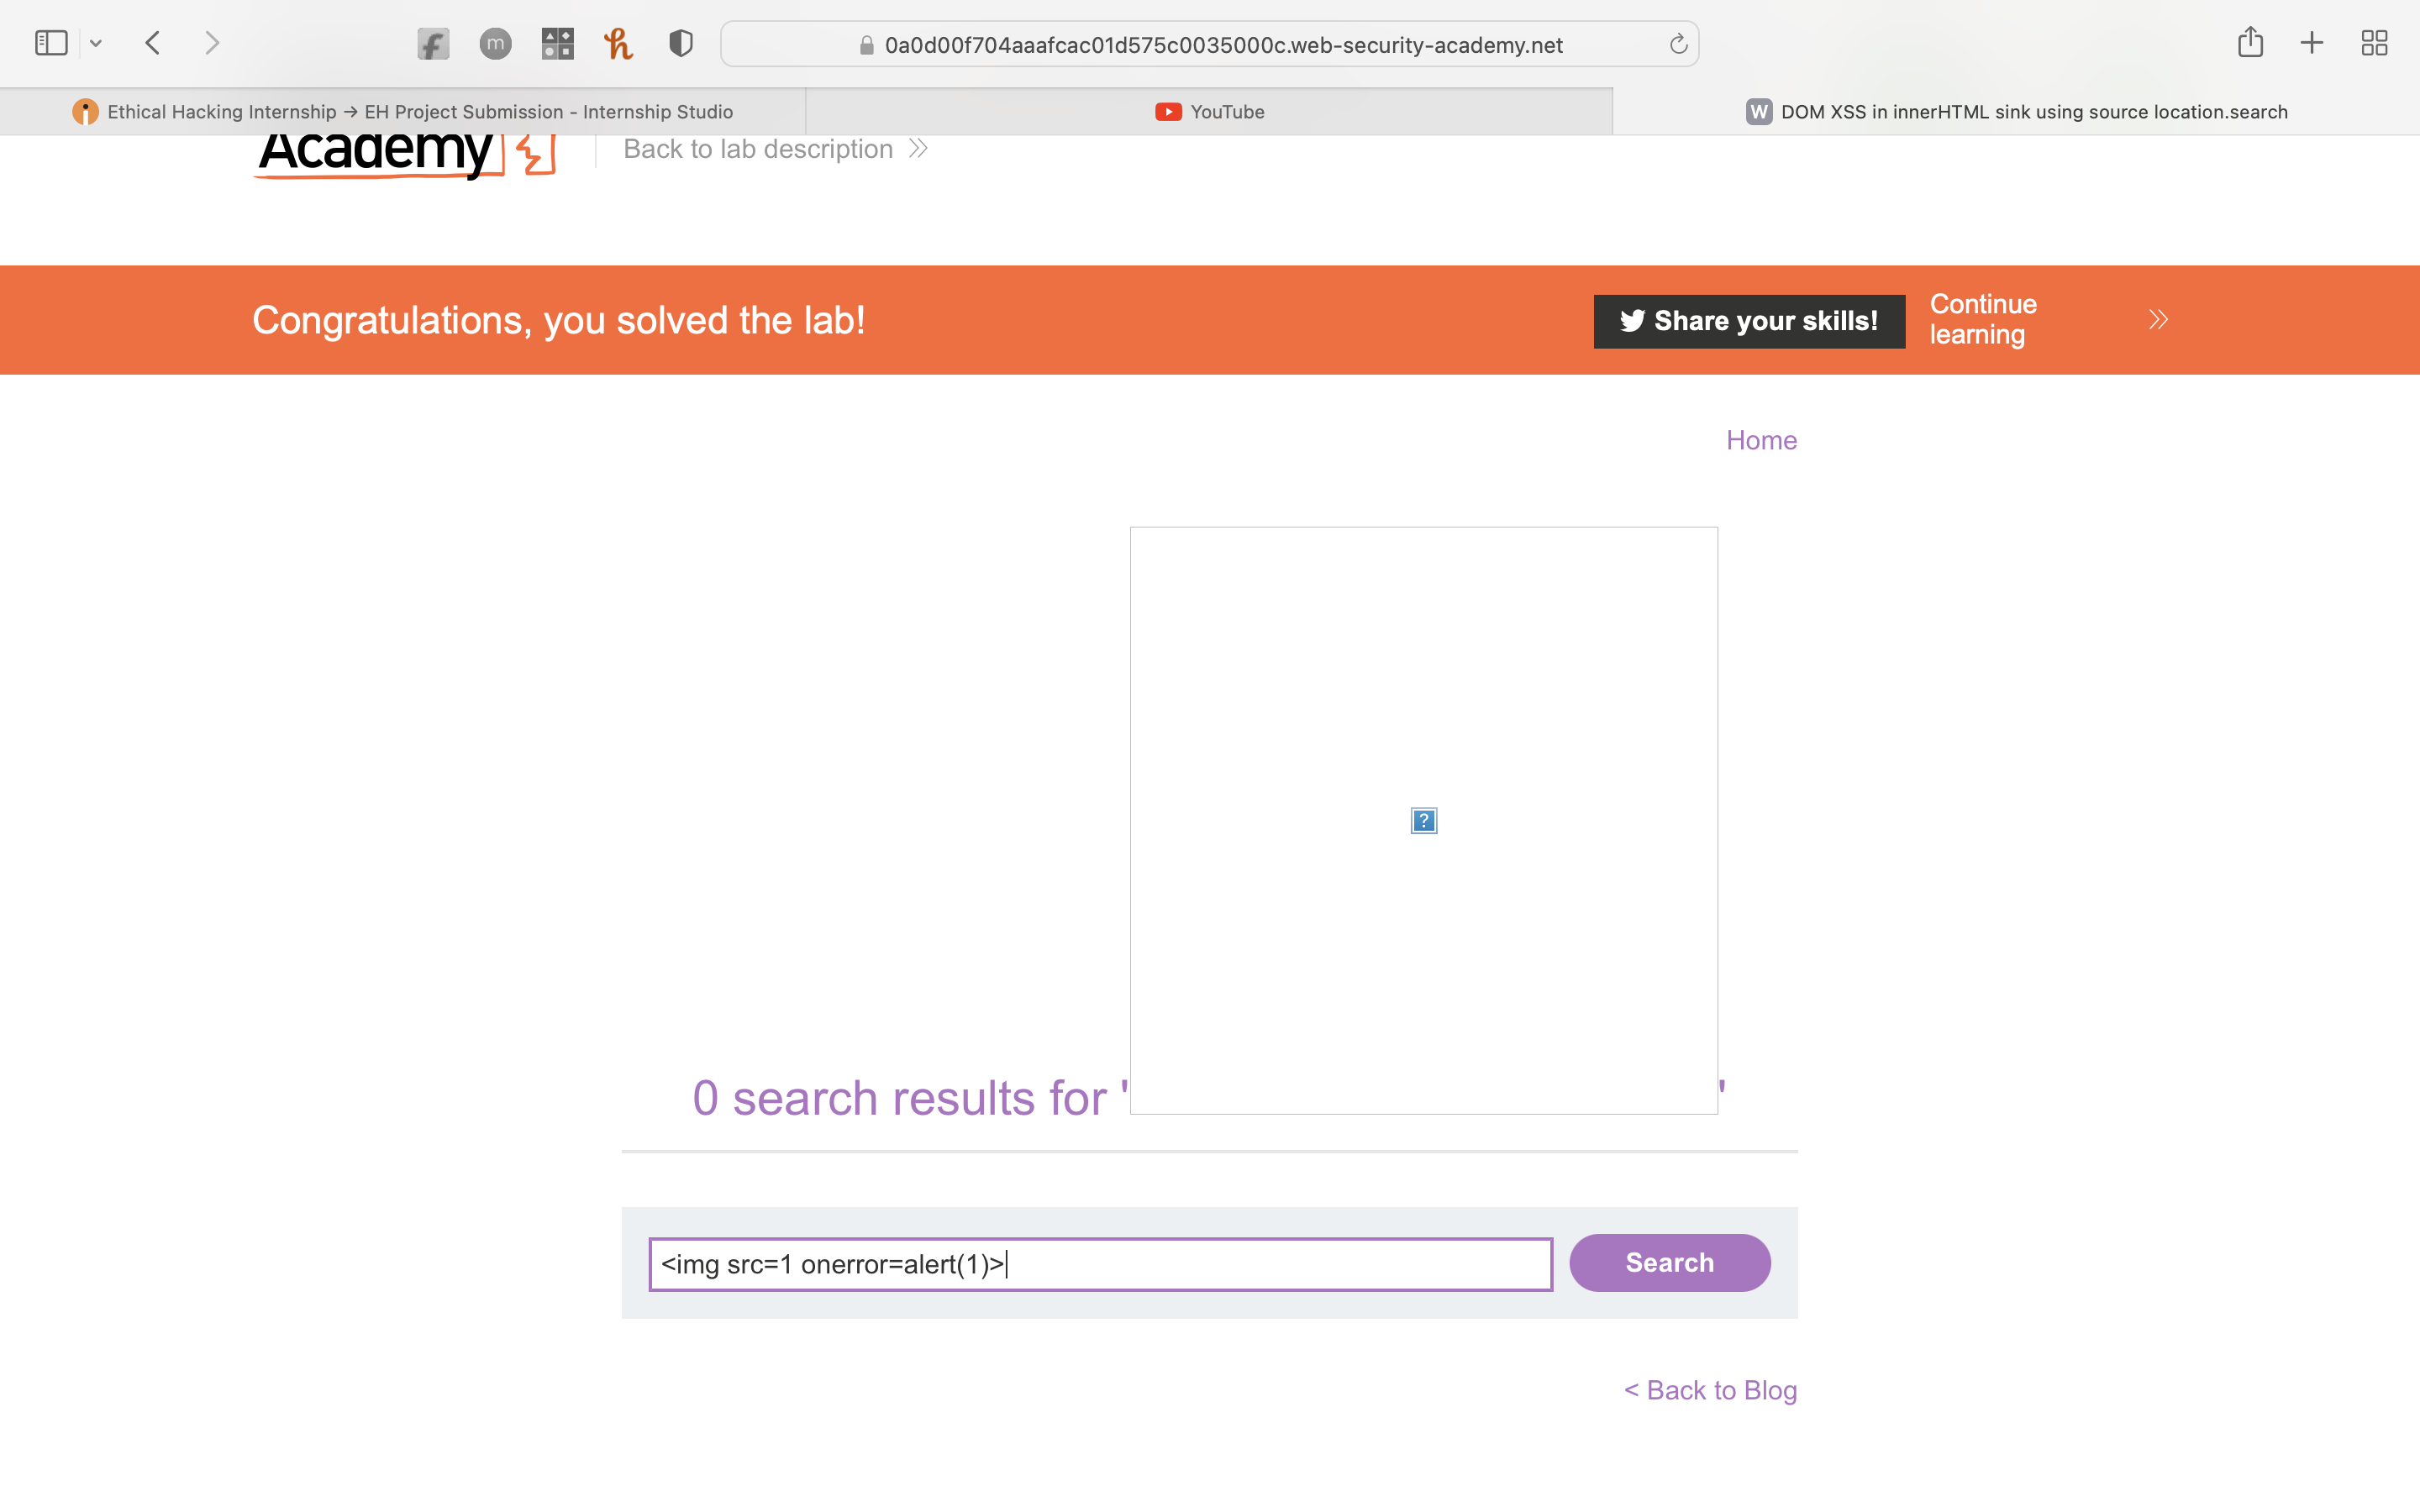 0a0d00f704aaafcac01d575c0035000c.web-security-academy.net
Ethical Hacking Internship → EH Project Submission - Internship Studio
YouTube
W DOM XSS in innerHTML sink using source location.search
Academy
Back to lab description
Congratulations, you solved the lab!
Share your skills!
Continue
learning
Home
0 search results for ' '
<img src=1 onerror=alert(1)>
Search
< Back to Blog